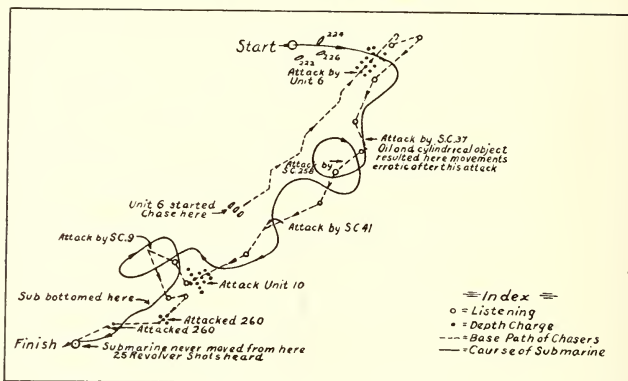 224
Start
223
226
Attack by
Unit 6
Attack by S.C.37
Oil and cylindrical object
resulted here movements
errotic after this attack
Attack by
SC.258
Unit 6 started
Chase here
Attack by SC 41
Attack by SC.9
Attack Unit 10
Sub bottomed here
Attacked 260
Attacked 260
Finish
Submarine never moved from here
25 Revolver Shots heard
Index
= Listening
= Depth Charge
= Base Path of Chasers
= Caurse of Submarine